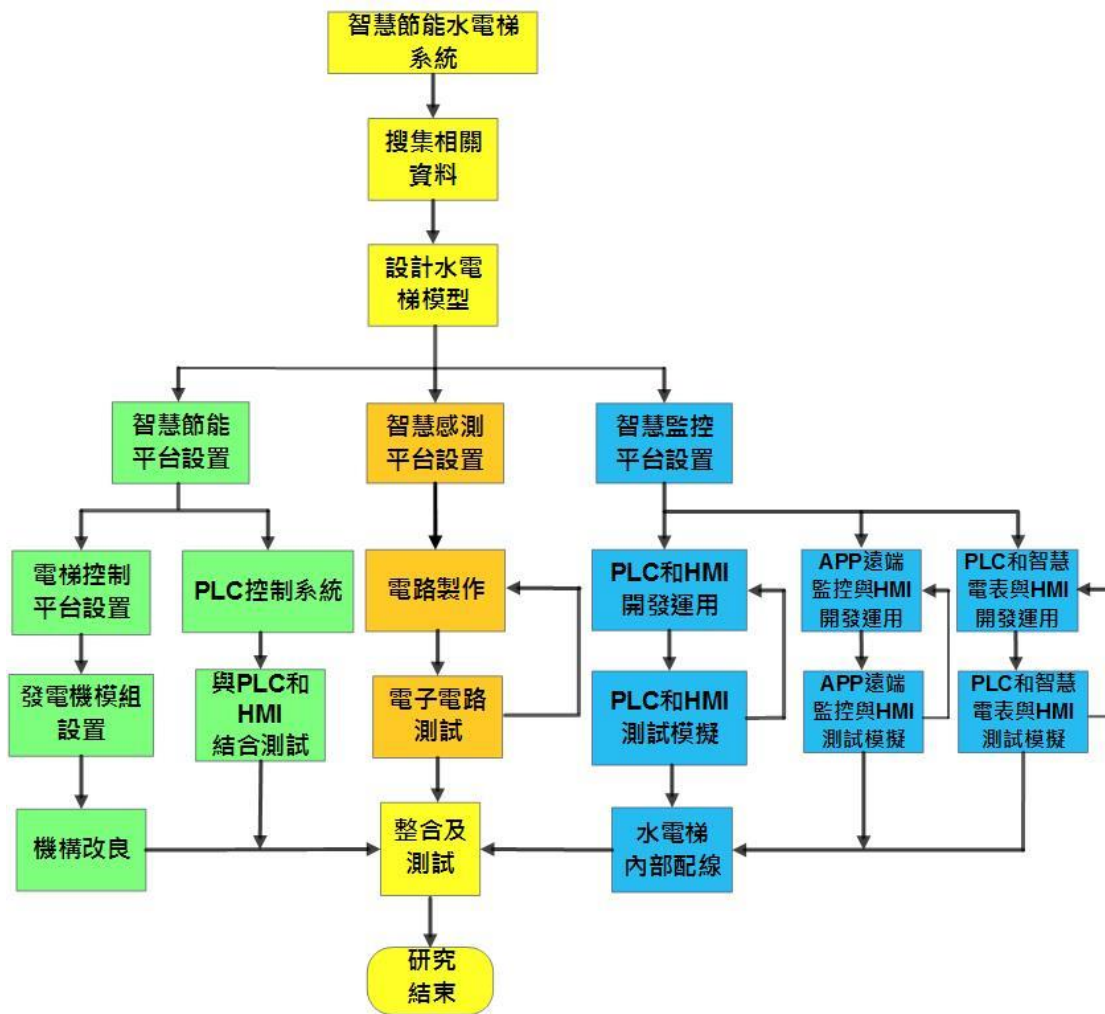 智慧節能水電梯
系統
搜集相關
資料
設計水電
梯模型
智慧節能
平台設置
智慧感測
平台設置
智慧監控
平台設置
電梯控制
平台設置
PLC控制系統
電路製作
PLC和HMI
開發運用
APP遠端
監控與HMI
開發運用
PLC和智慧
電表與HMI
開發運用
發電機模組
設置
與PLC和
HMI
結合測試
電子電路
測試
PLC和HMI
測試模擬
APP遠端
監控與HMI
測試模擬
PLC和智慧
電表與HMI
測試模擬
機構改良
整合及
測試
水電梯
內部配線
研究
結束